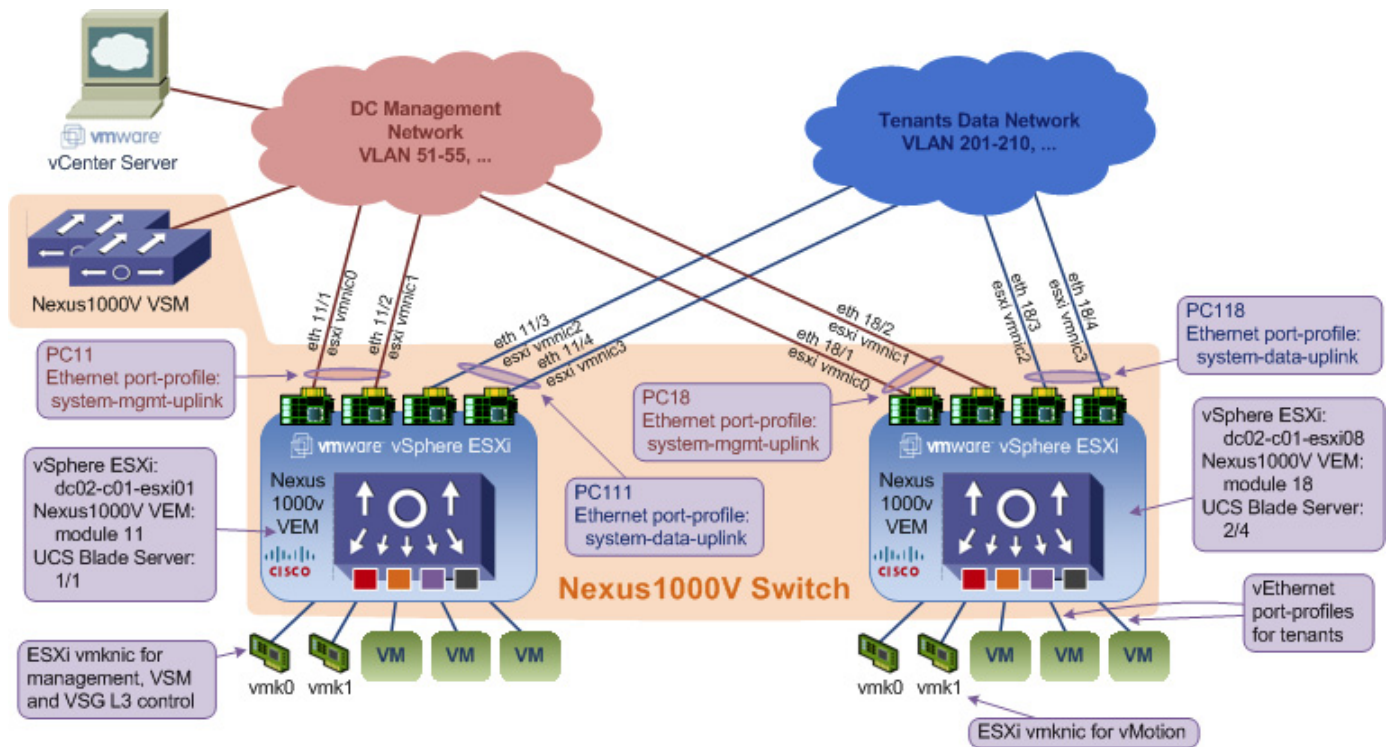 vmware
vCenter Server
DC Management
Network
VLAN 51-55, ...
Tenants Data Network
VLAN 201-210, ...
Nexus1000V VSM
eth 11/1
esxi vmnic0
eth 11/2
esxi vmnic1
eth 11/3
esxi vmnic2
eth 11/4
esxi vmnic3
eth 18/2
esxi vmnic1
eth 18/1
esxi vmnic0
eth 18/3
esxi vmnic2
eth 18/4
esxi vmnic3
PC11
Ethernet port-profile:
system-mgmt-uplink
PC18
Ethernet port-profile:
system-mgmt-uplink
PC118
Ethernet port-profile:
system-data-uplink
vmware vSphere ESXi
Nexus
1000v
VEM
CISCO
vmware vSphere ESXi
Nexus
1000v
VEM
CISCO
vSphere ESXi:
dc02-c01-esxi01
Nexus1000V VEM:
module 11
UCS Blade Server:
1/1
PC111
Ethernet port-profile:
system-data-uplink
vSphere ESXi:
dc02-c01-esxi08
Nexus1000V VEM:
module 18
UCS Blade Server:
2/4
Nexus1000V Switch
vEthernet
port-profiles
for tenants
ESXi vmknic for
management, VSM
and VSG L3 control
vmk0
vmk1
VM
VM
VM
vmk0
vmk1
VM
VM
VM
ESXi vmknic for vMotion